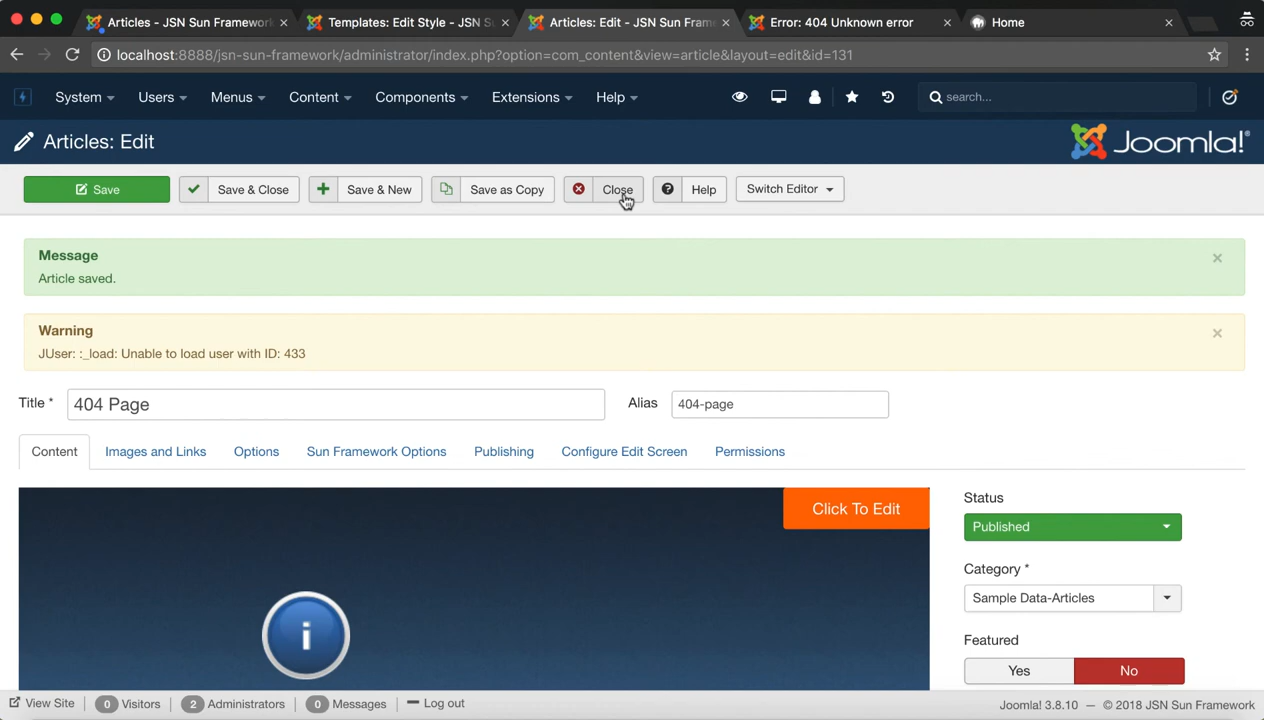 Articles - JSN Sun Framework
Templates: Edit Style - JSN Su
Articles: Edit - JSN Sun Frame
Error: 404 Unknown error
Home
localhost:8888/jsn-sun-framework/administrator/index.php?option=com_content&view=article&layout=edit&id=131
System
Users
Menus
Content
Components
Extensions
Help
search...
Articles: Edit
Joomla!®
Save
Save & Close
Save & New
Save as Copy
Close
Help
Switch Editor
Message
Article saved.
Warning
JUser: :_load: Unable to load user with ID: 433
Title *
404 Page
Alias
404-page
Content
Images and Links
Options
Sun Framework Options
Publishing
Configure Edit Screen
Permissions
Click To Edit
Status
Published
Category *
Sample Data-Articles
Featured
Yes
No
View Site
0 Visitors
2 Administrators
0 Messages
Log out
Joomla! 3.8.10 — © 2018 JSN Sun Framework